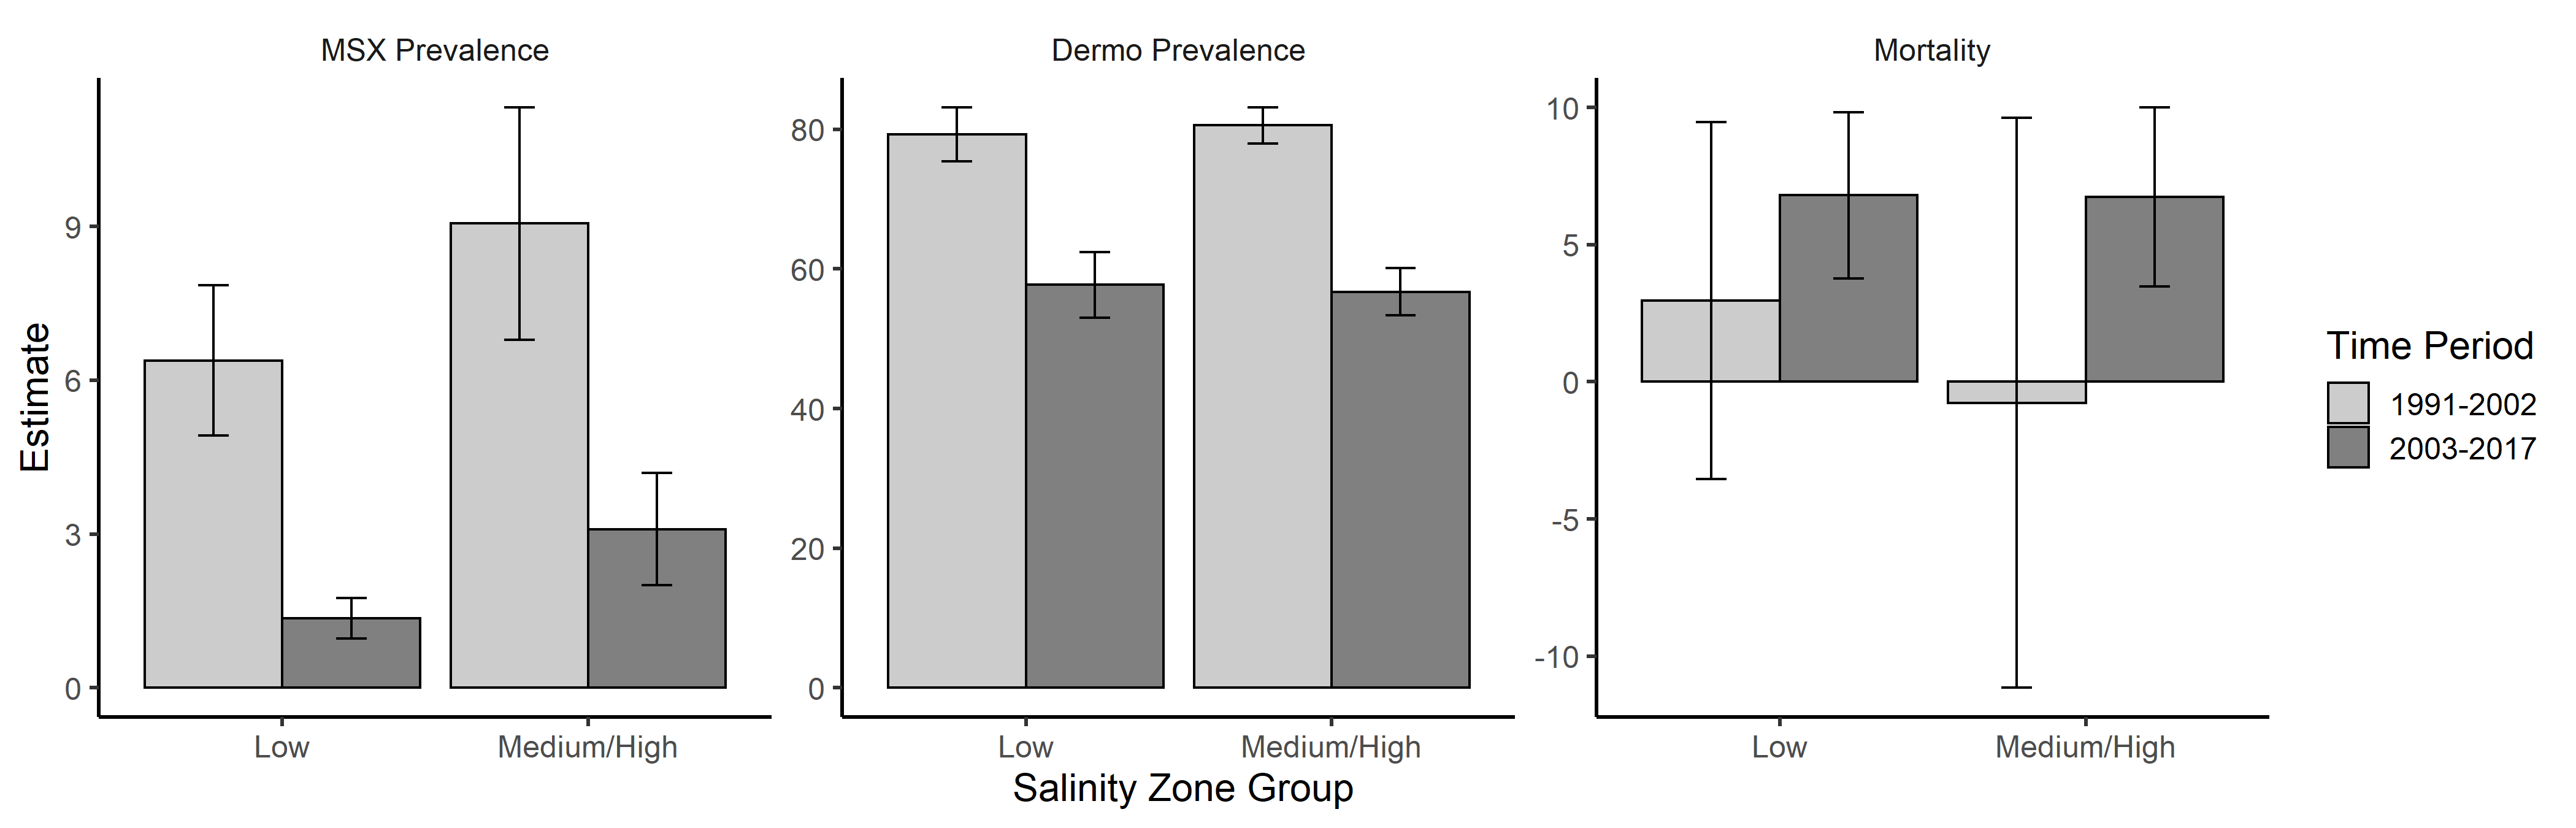 MSX Prevalence
Dermo Prevalence
Mortality
Estimate
9
6
3
0
80
60
40
20
0
10
5
0
-5
-10
Low
Medium/High
Low
Medium/High
Low
Medium/High
Salinity Zone Group
Time Period
1991-2002
2003-2017